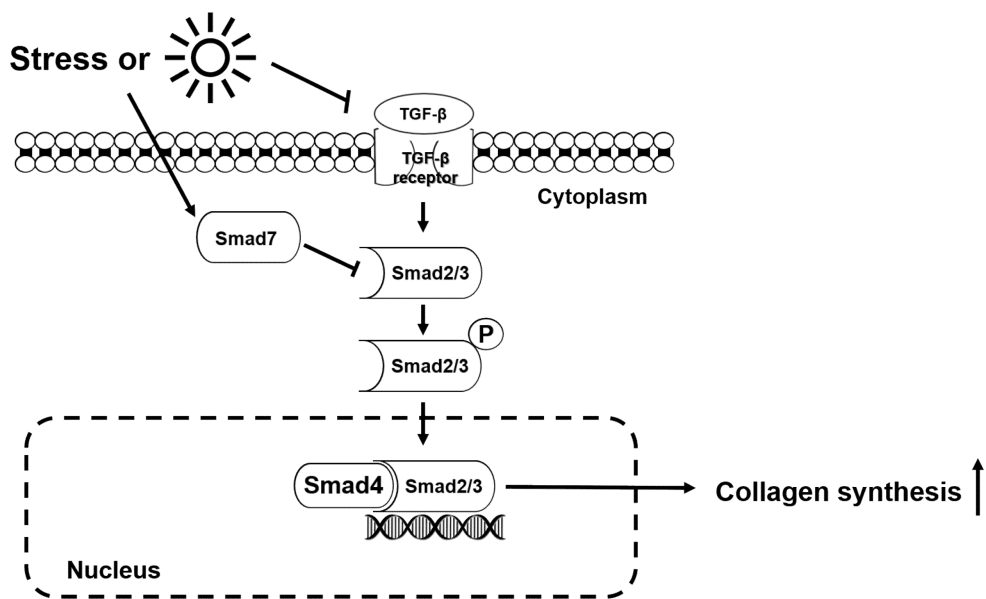 Stress or
TGF-β
TGF-β
receptor
Cytoplasm
Smad7
Smad2/3
P
Smad2/3
Smad4
Smad2/3
Collagen synthesis
Nucleus